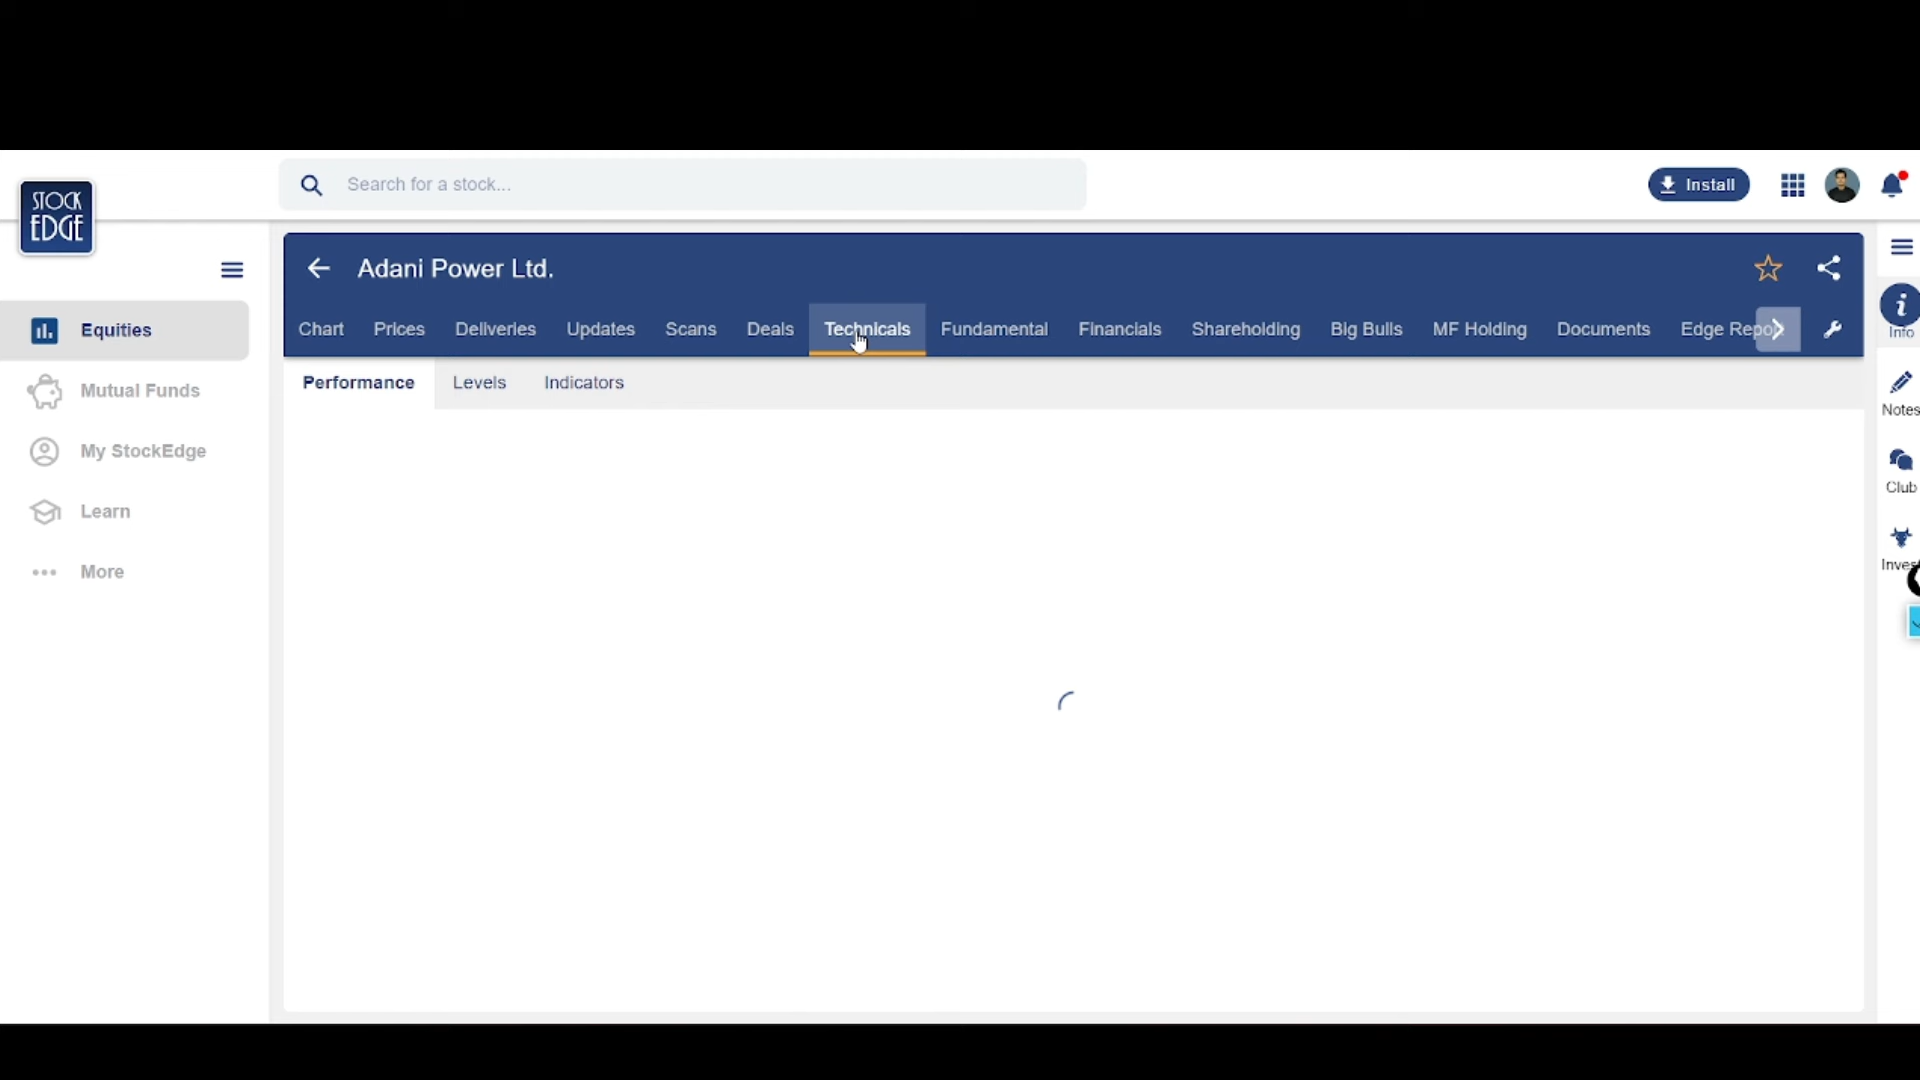 STOCK
EDGE
Search for a stock...
Install
Adani Power Ltd.
Chart Prices Deliveries Updates Scans Deals Technicals Fundamental Financials Shareholding Big Bulls MF Holding Documents Edge Repo
Performance Levels Indicators
Equities
Mutual Funds
My StockEdge
Learn
More
Info
Notes
Club
Inves